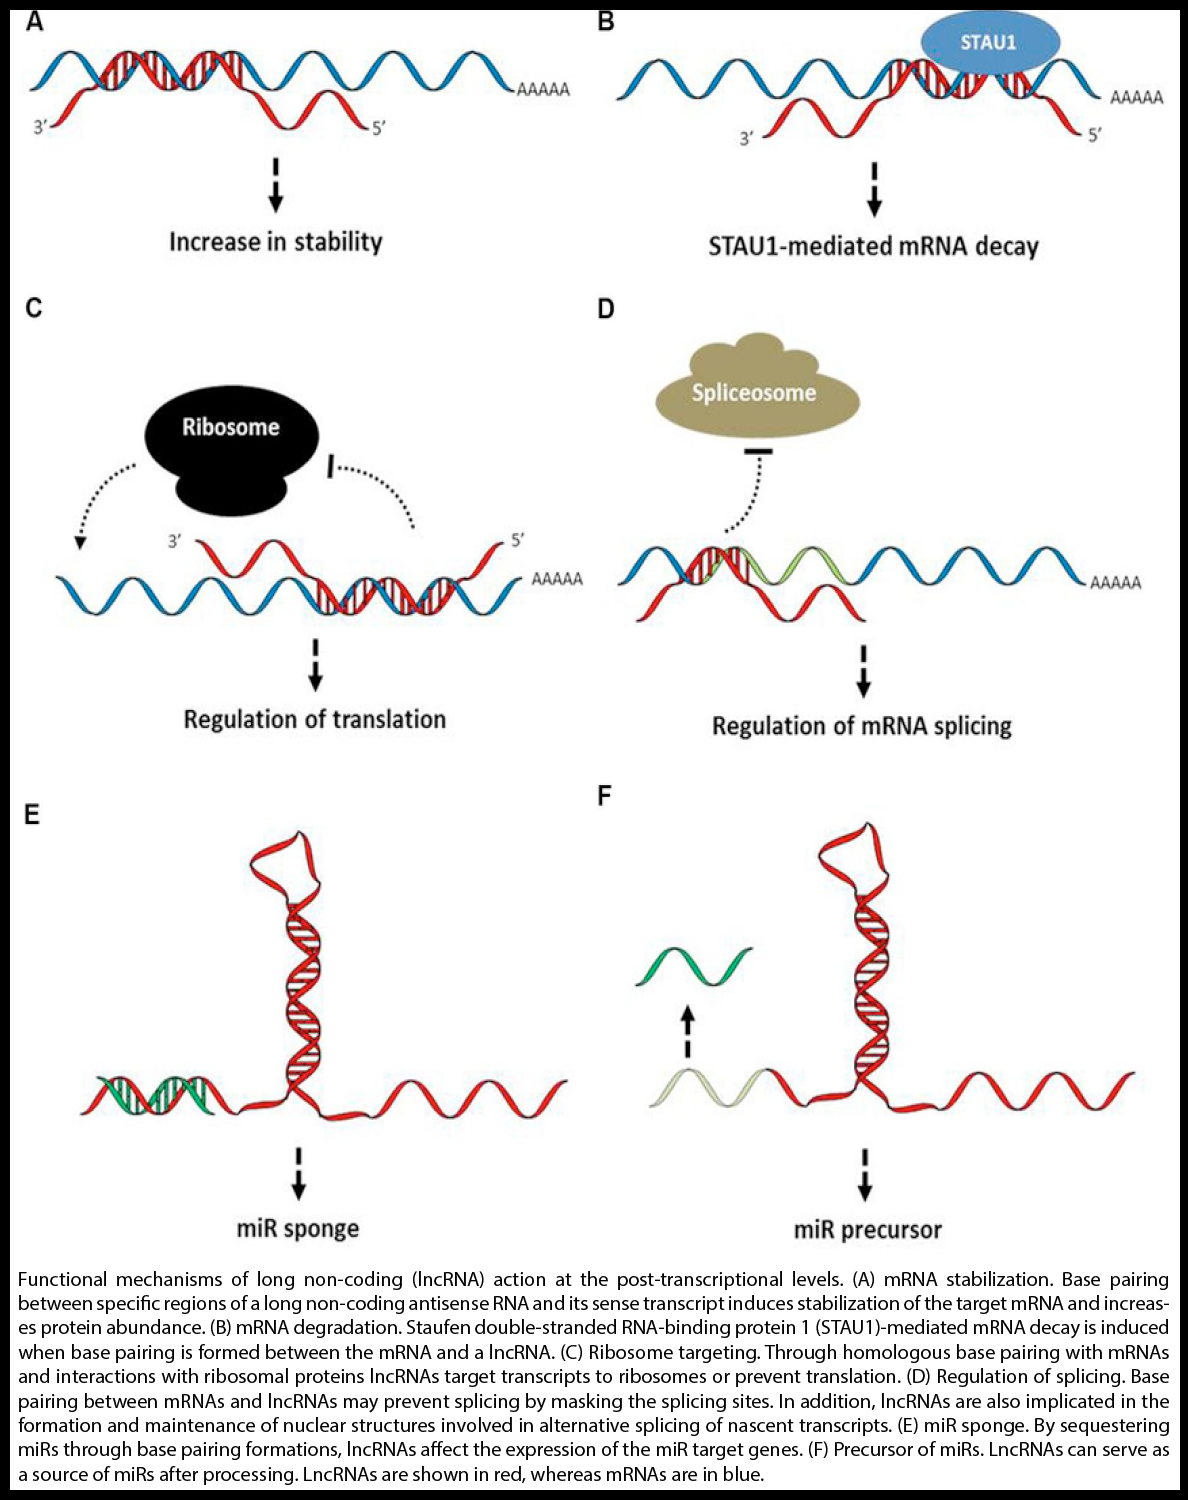 A
B
STAU1
AAAAA
AAAAA
3’
5’
3’
5’
Increase in stability
STAU1-mediated mRNA decay
C
D
Spliceosome
Ribosome
3’
5’
AAAAA
AAAAA
Regulation of translation
Regulation of mRNA splicing
E
F
miR sponge
miR precursor
Functional mechanisms of long non-coding (lncRNA) action at the post-transcriptional levels. (A) mRNA stabilization. Base pairing
between specific regions of a long non-coding antisense RNA and its sense transcript induces stabilization of the target mRNA and increas-
es protein abundance. (B) mRNA degradation. Staufen double-stranded RNA-binding protein 1 (STAU1)-mediated mRNA decay is induced
when base pairing is formed between the mRNA and a lncRNA. (C) Ribosome targeting. Through homologous base pairing with mRNAs
and interactions with ribosomal proteins lncRNAs target transcripts to ribosomes or prevent translation. (D) Regulation of splicing. Base
pairing between mRNAs and lncRNAs may prevent splicing by masking the splicing sites. In addition, lncRNAs are also implicated in the
formation and maintenance of nuclear structures involved in alternative splicing of nascent transcripts. (E) miR sponge. By sequestering
miRs through base pairing formations, lncRNAs affect the expression of the miR target genes. (F) Precursor of miRs. LncRNAs can serve as
a source of miRs after processing. LncRNAs are shown in red, whereas mRNAs are in blue.